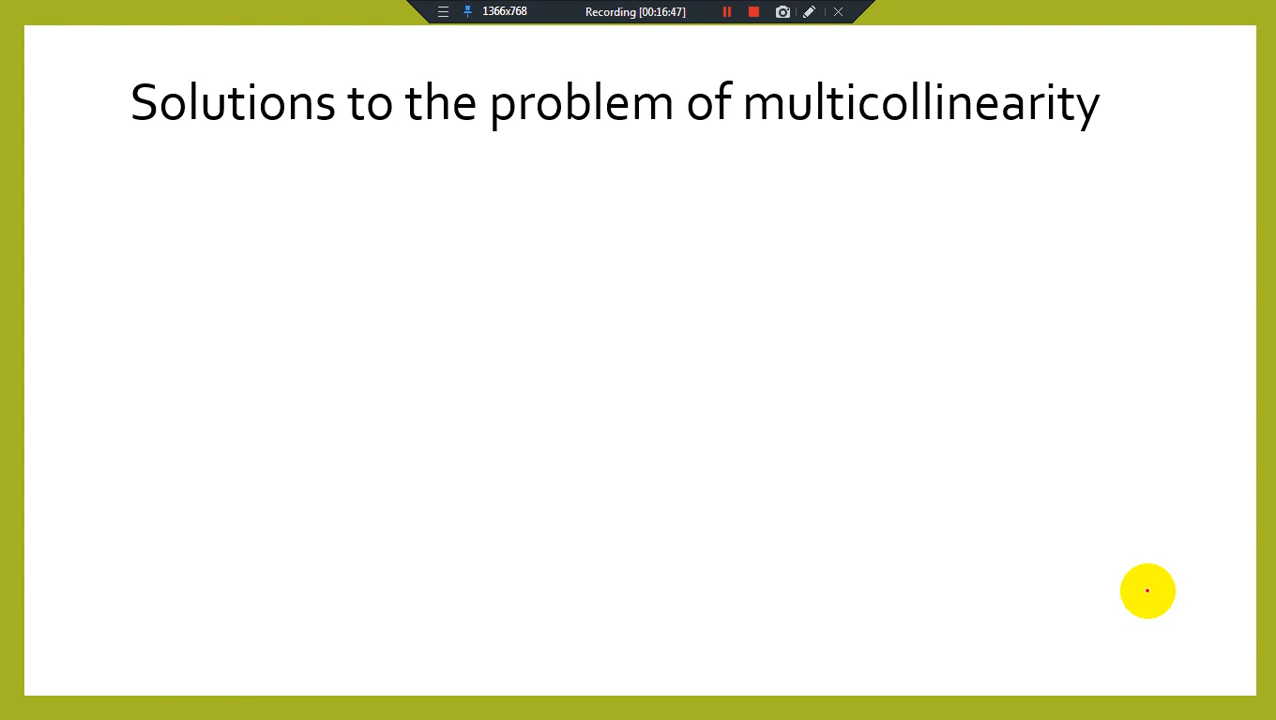 1366x768 Recording [00:16:47]
Solutions to the problem of multicollinearity